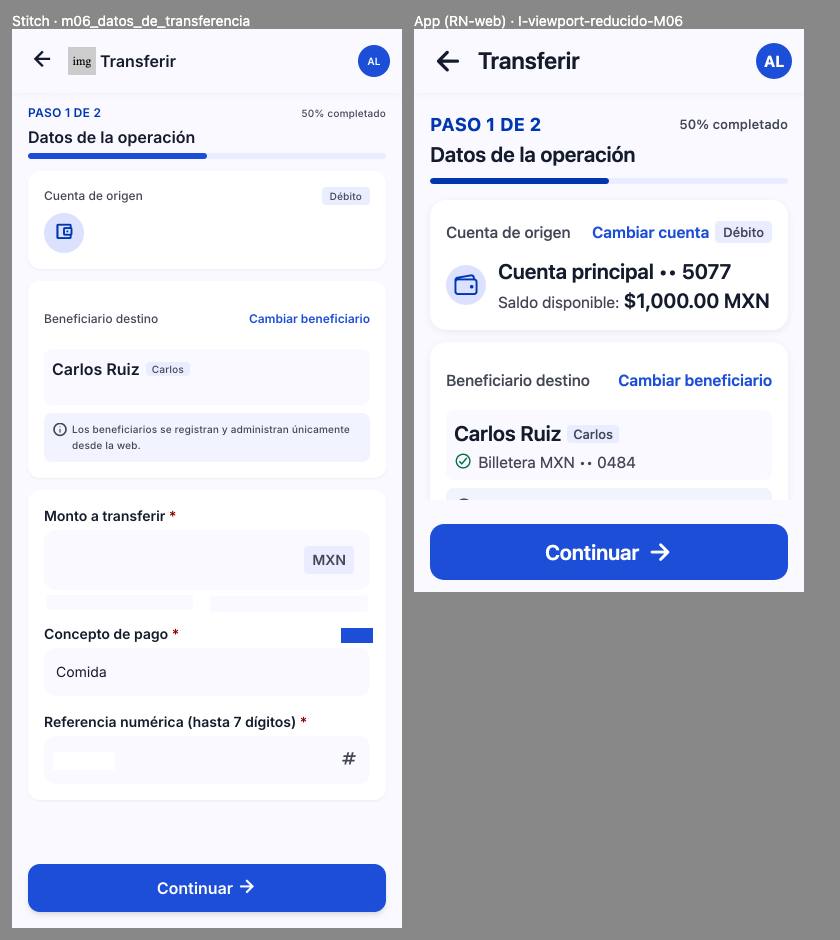 Stitch · m06_datos_de_transferencia
img Transferir AL
PASO 1 DE 2 50% completado
Datos de la operación
Cuenta de origen Débito
Beneficiario destino Cambiar beneficiario
Carlos Ruiz Carlos
Los beneficiarios se registran y administran únicamente
desde la web.
Monto a transferir *
MXN
Concepto de pago *
Comida
Referencia numérica (hasta 7 dígitos) *
#
Continuar →
App (RN-web) · I-viewport-reducido-M06
Transferir AL
PASO 1 DE 2 50% completado
Datos de la operación
Cuenta de origen Cambiar cuenta Débito
Cuenta principal •• 5077
Saldo disponible: $1,000.00 MXN
Beneficiario destino Cambiar beneficiario
Carlos Ruiz Carlos
Billetera MXN •• 0484
Continuar →